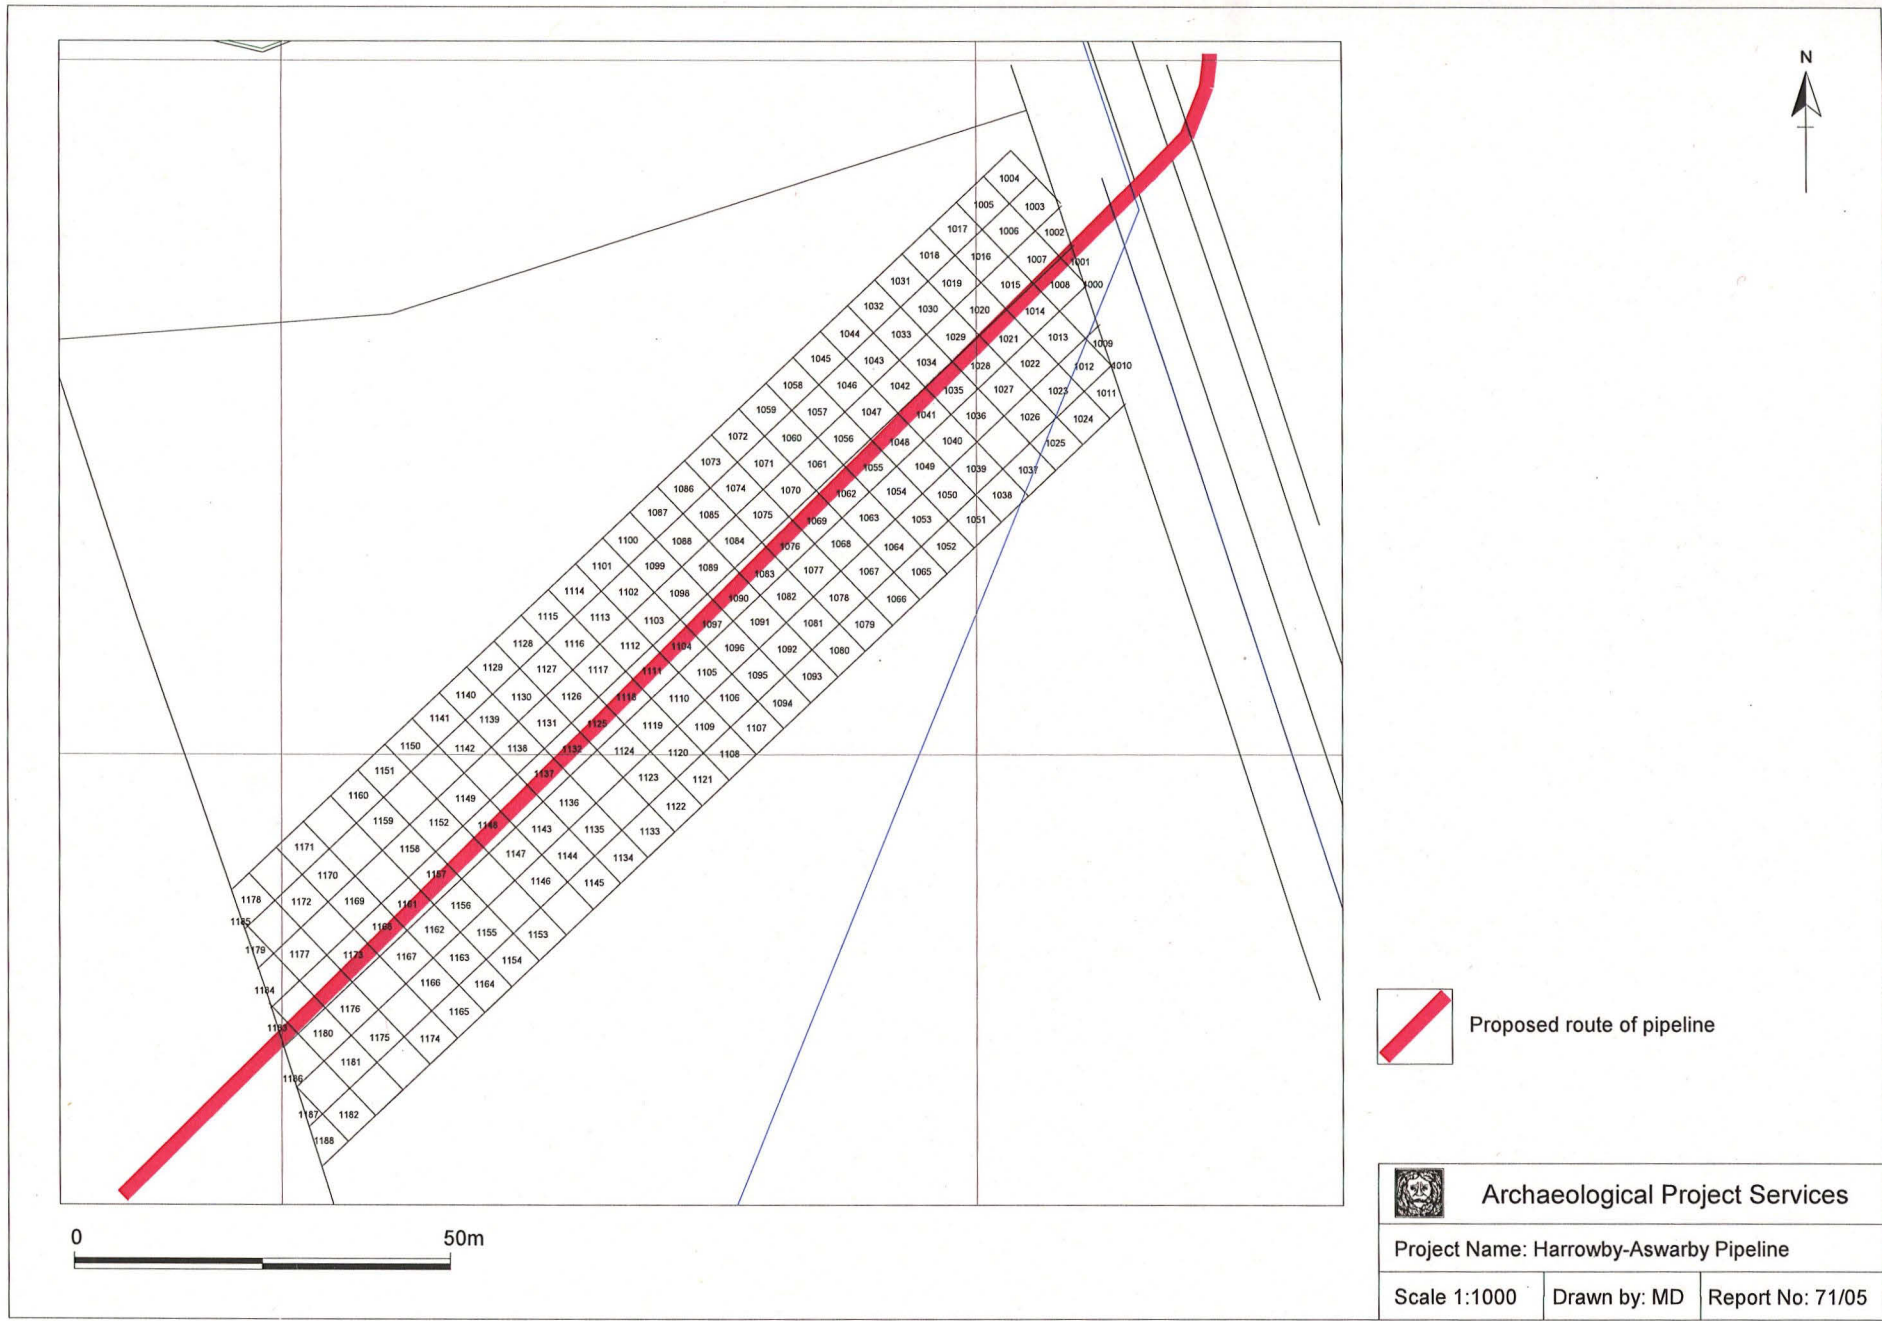 N
1004
1005 1003
1017 1006 1002
1018 1016 1007 1001
1031 1019 1015 1008 1000
1032 1030 1020 1014
1044 1033 1029 1021 1013 1009
1045 1043 1034 1028 1022 1012 1010
1058 1046 1042 1035 1027 1023 1011
1059 1057 1047 1041 1036 1026 1024
1072 1060 1056 1048 1040 1025
1073 1071 1061 1055 1049 1039 1037
1086 1074 1070 1062 1054 1050 1038
1087 1085 1075 1069 1063 1053 1051
1100 1088 1084 1076 1068 1064 1052
1101 1099 1089 1083 1077 1067 1065
1114 1102 1098 1090 1082 1078 1066
1115 1113 1103 1097 1091 1081 1079
1128 1116 1112 1104 1096 1092 1080
1129 1127 1117 1111 1105 1095 1093
1140 1130 1126 1118 1110 1106 1094
1141 1139 1131 1125 1119 1109 1107
1150 1142 1138 1132 1124 1120 1108
1151 1137 1123 1121
1160 1149 1136 1122
1159 1152 1148 1143 1135 1133
1171 1158 1147 1144 1134
1170 1157 1146 1145
1178 1172 1169 1161 1156
1185 1168 1162 1155 1153
1179 1177 1173 1167 1163 1154
1184 1166 1164
1183 1180 1176 1165
1181 1175 1174
1186
1187 1182
1188
Proposed route of pipeline
0 50m
Archaeological Project Services
Project Name: Harrowby-Aswarby Pipeline
Scale 1:1000 Drawn by: MD Report No: 71/05